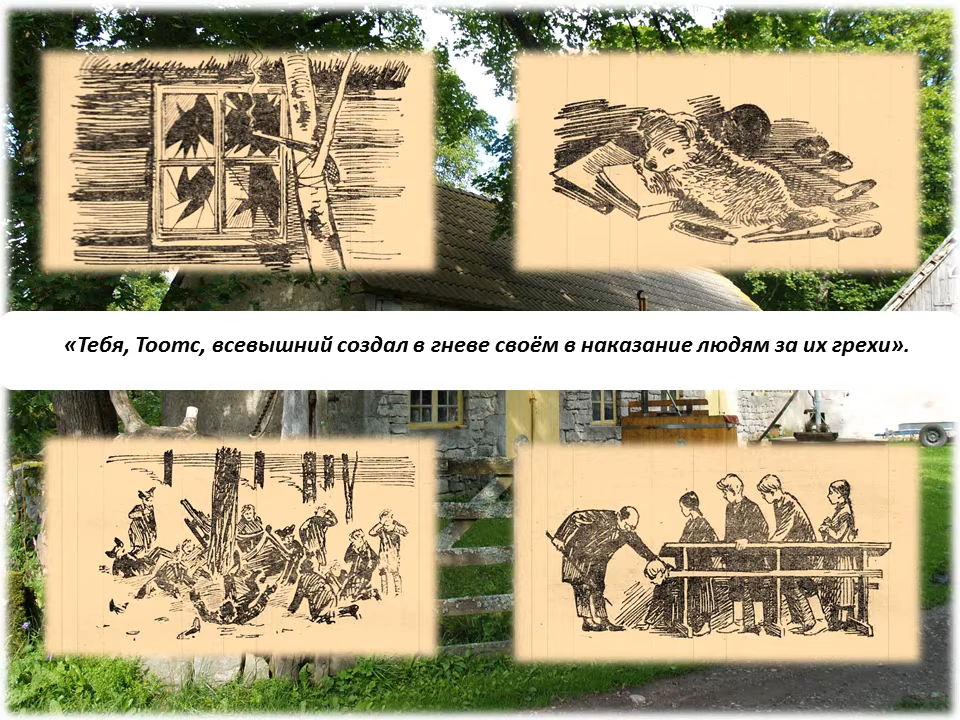 «Тебя, Тоотс, всевышний создал в гневе своём в наказание людям за их грехи».